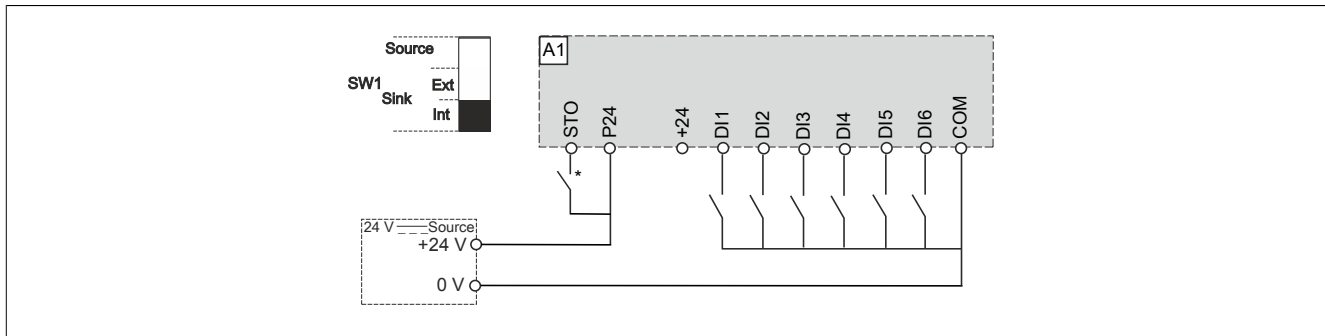 Source
SW1
Sink
Ext
Int
A1
STO
P24
+24
DI1
DI2
DI3
DI4
DI5
DI6
COM
*
24 V Source
+24 V
0 V